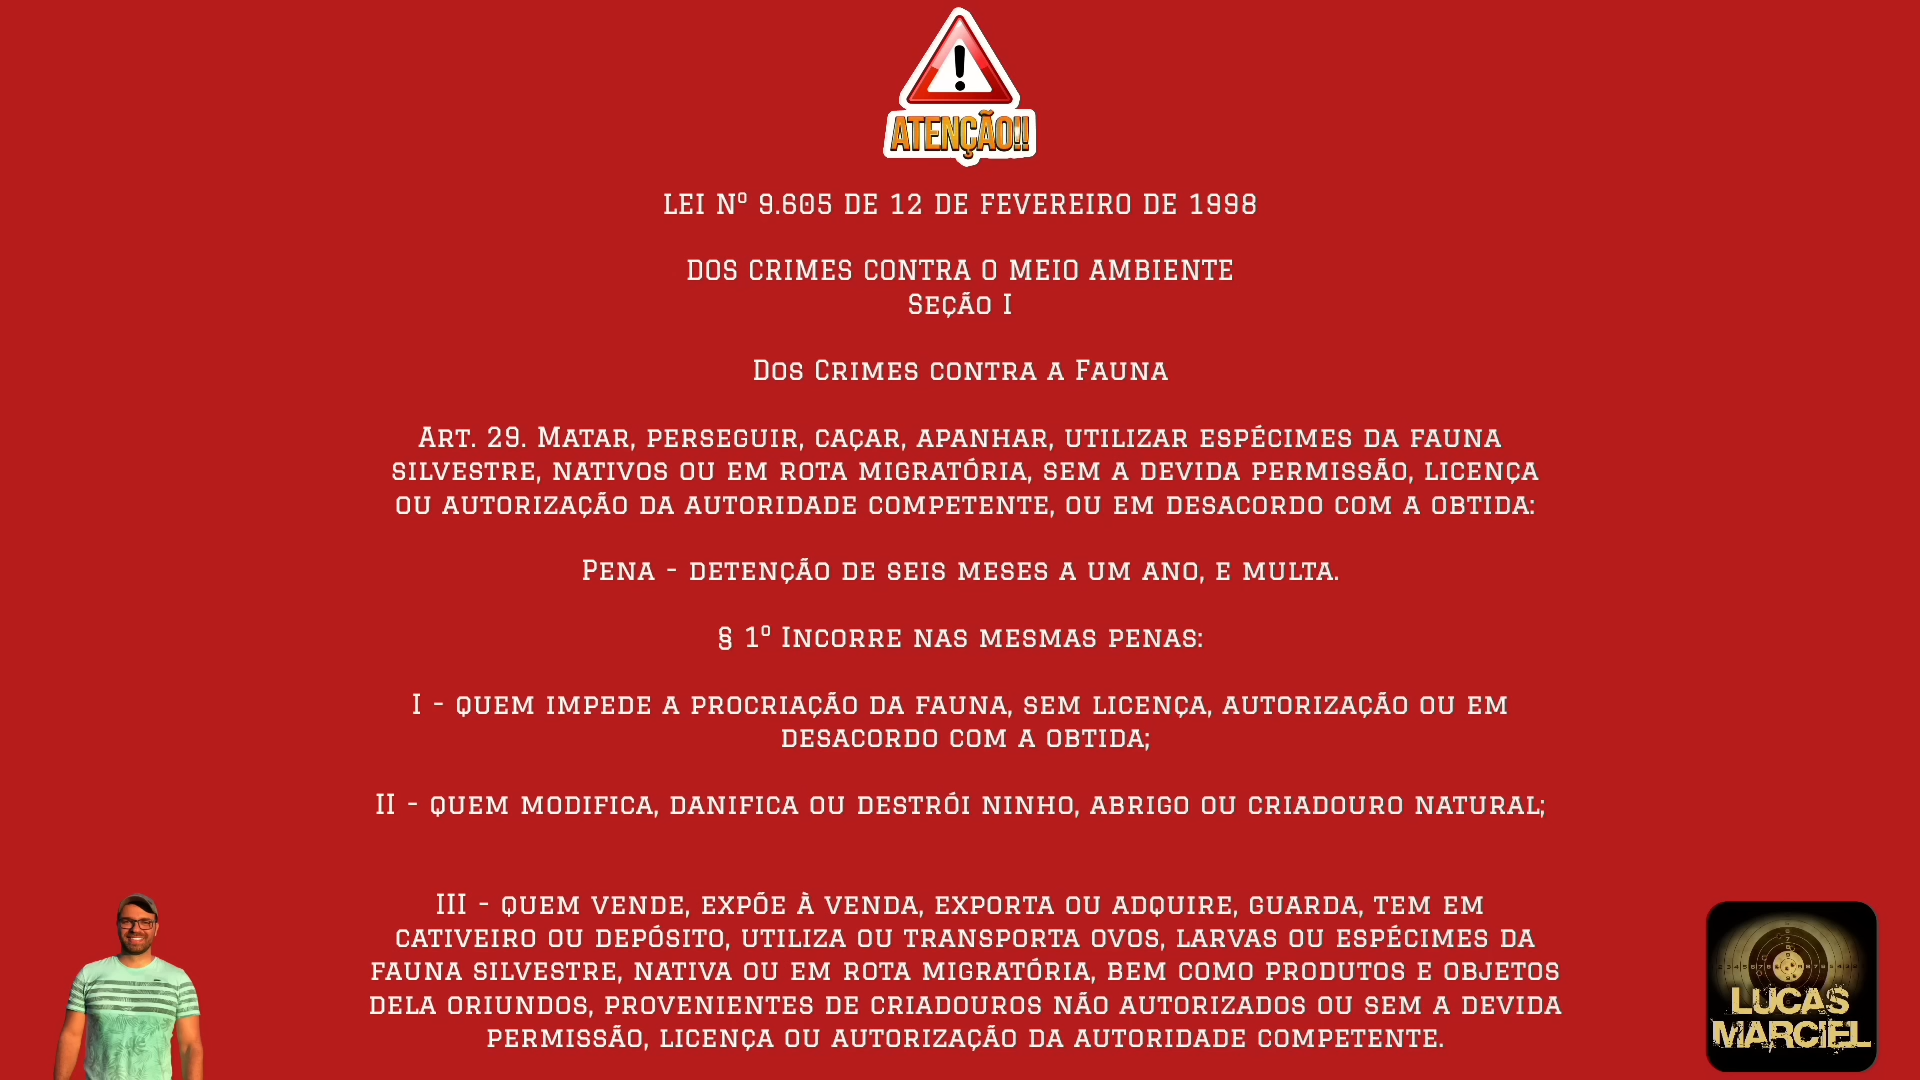 ATENÇÃO!!
LEI Nº 9.605 DE 12 DE FEVEREIRO DE 1998
DOS CRIMES CONTRA O MEIO AMBIENTE
Seção I
Dos Crimes contra a Fauna
Art. 29. Matar, perseguir, caçar, apanhar, utilizar espécimes da fauna
silvestre, nativos ou em rota migratória, sem a devida permissão, licença
ou autorização da autoridade competente, ou em desacordo com a obtida:
Pena - detenção de seis meses a um ano, e multa.
§ 1º Incorre nas mesmas penas:
I - quem impede a procriação da fauna, sem licença, autorização ou em
desacordo com a obtida;
II - quem modifica, danifica ou destrói ninho, abrigo ou criadouro natural;
III - quem vende, expõe à venda, exporta ou adquire, guarda, tem em
cativeiro ou depósito, utiliza ou transporta ovos, larvas ou espécimes da
fauna silvestre, nativa ou em rota migratória, bem como produtos e objetos
dela oriundos, provenientes de criadouros não autorizados ou sem a devida
permissão, licença ou autorização da autoridade competente.
LUCAS
MARCIEL